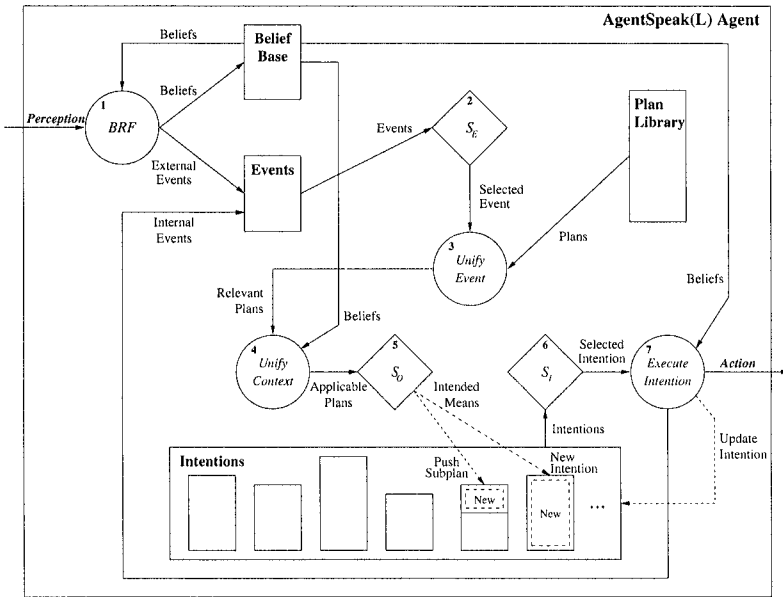 AgentSpeak(L) Agent
Beliefs
Belief
Base
1
BRF
Perception
Beliefs
External
Events
Events
Internal
Events
Events
2
S_E
Selected
Event
Plan
Library
Plans
3
Unify
Event
Relevant
Plans
Beliefs
Beliefs
4
Unify
Context
Applicable
Plans
5
S_O
Intended
Means
6
S_I
Selected
Intention
7
Execute
Intention
Action
Intentions
Update
Intention
Intentions
Push
Subplan
New
Intention
New
New
...